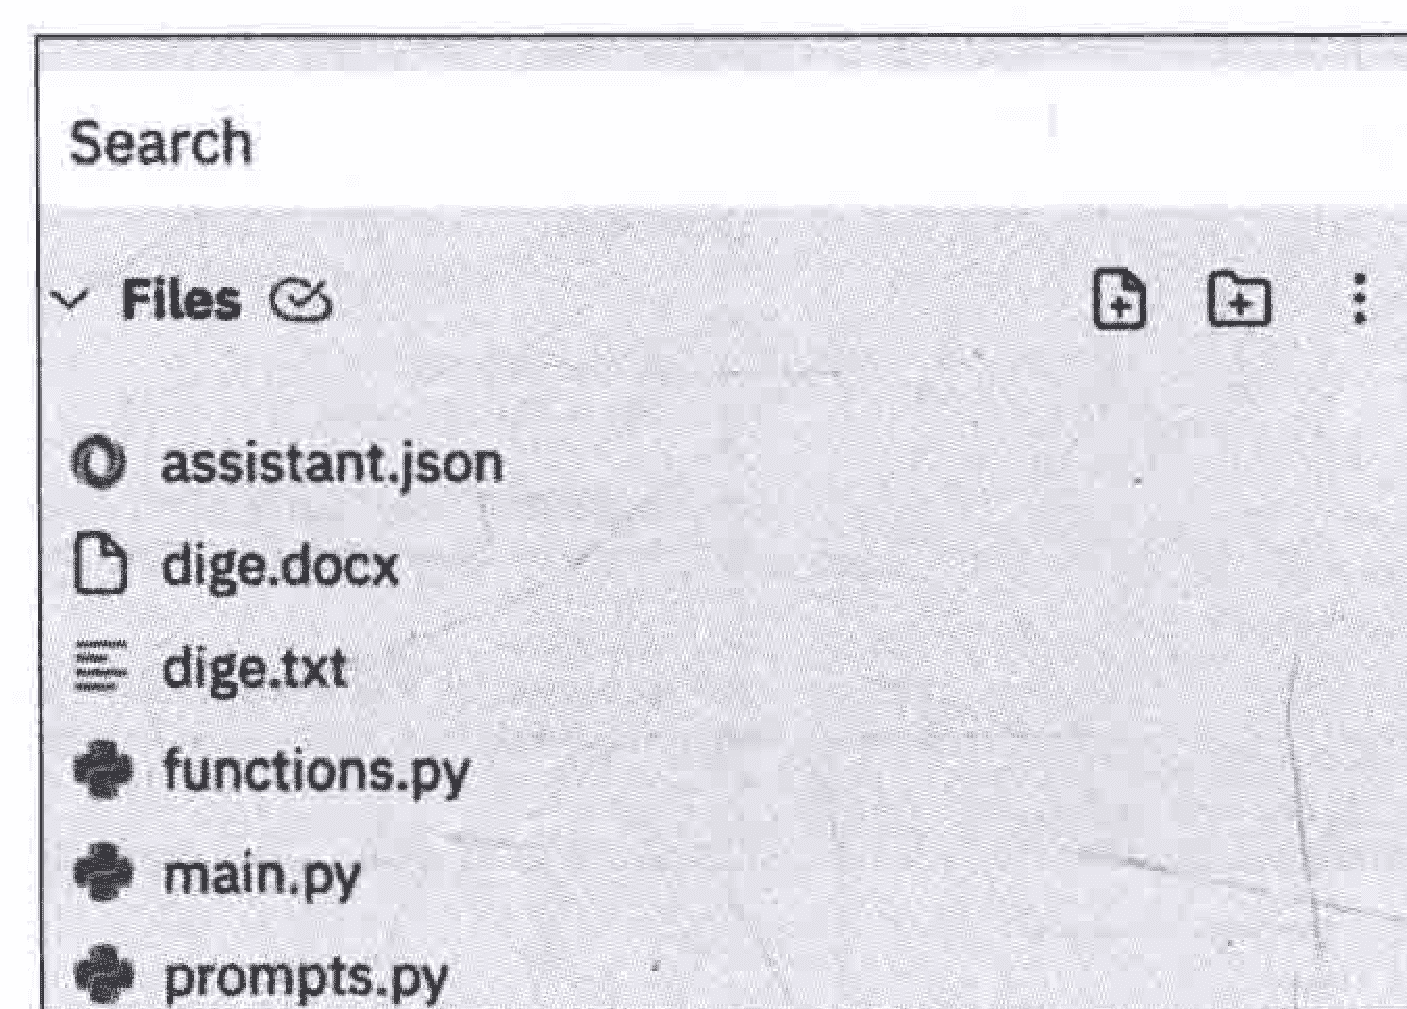 Search
Files
assistant.json
dige.docx
dige.txt
functions.py
main.py
prompts.py